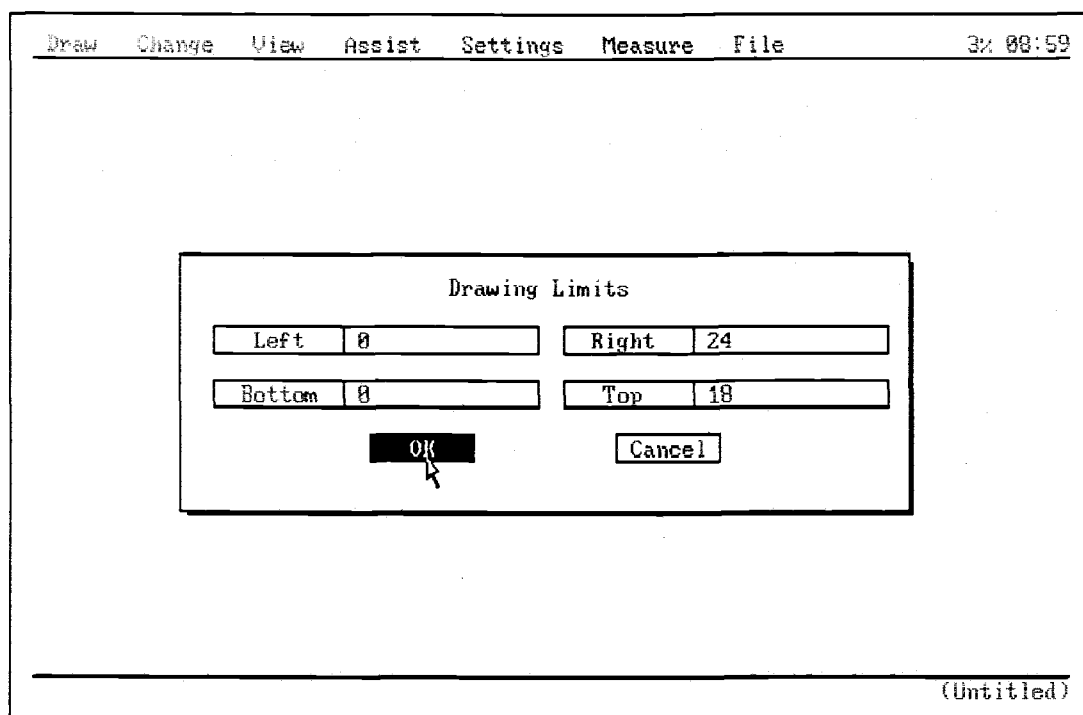 Draw Change View Assist Settings Measure File 3% 08:59
Drawing Limits
Left 0 Right 24
Bottom 0 Top 18
OK Cancel
(Untitled)